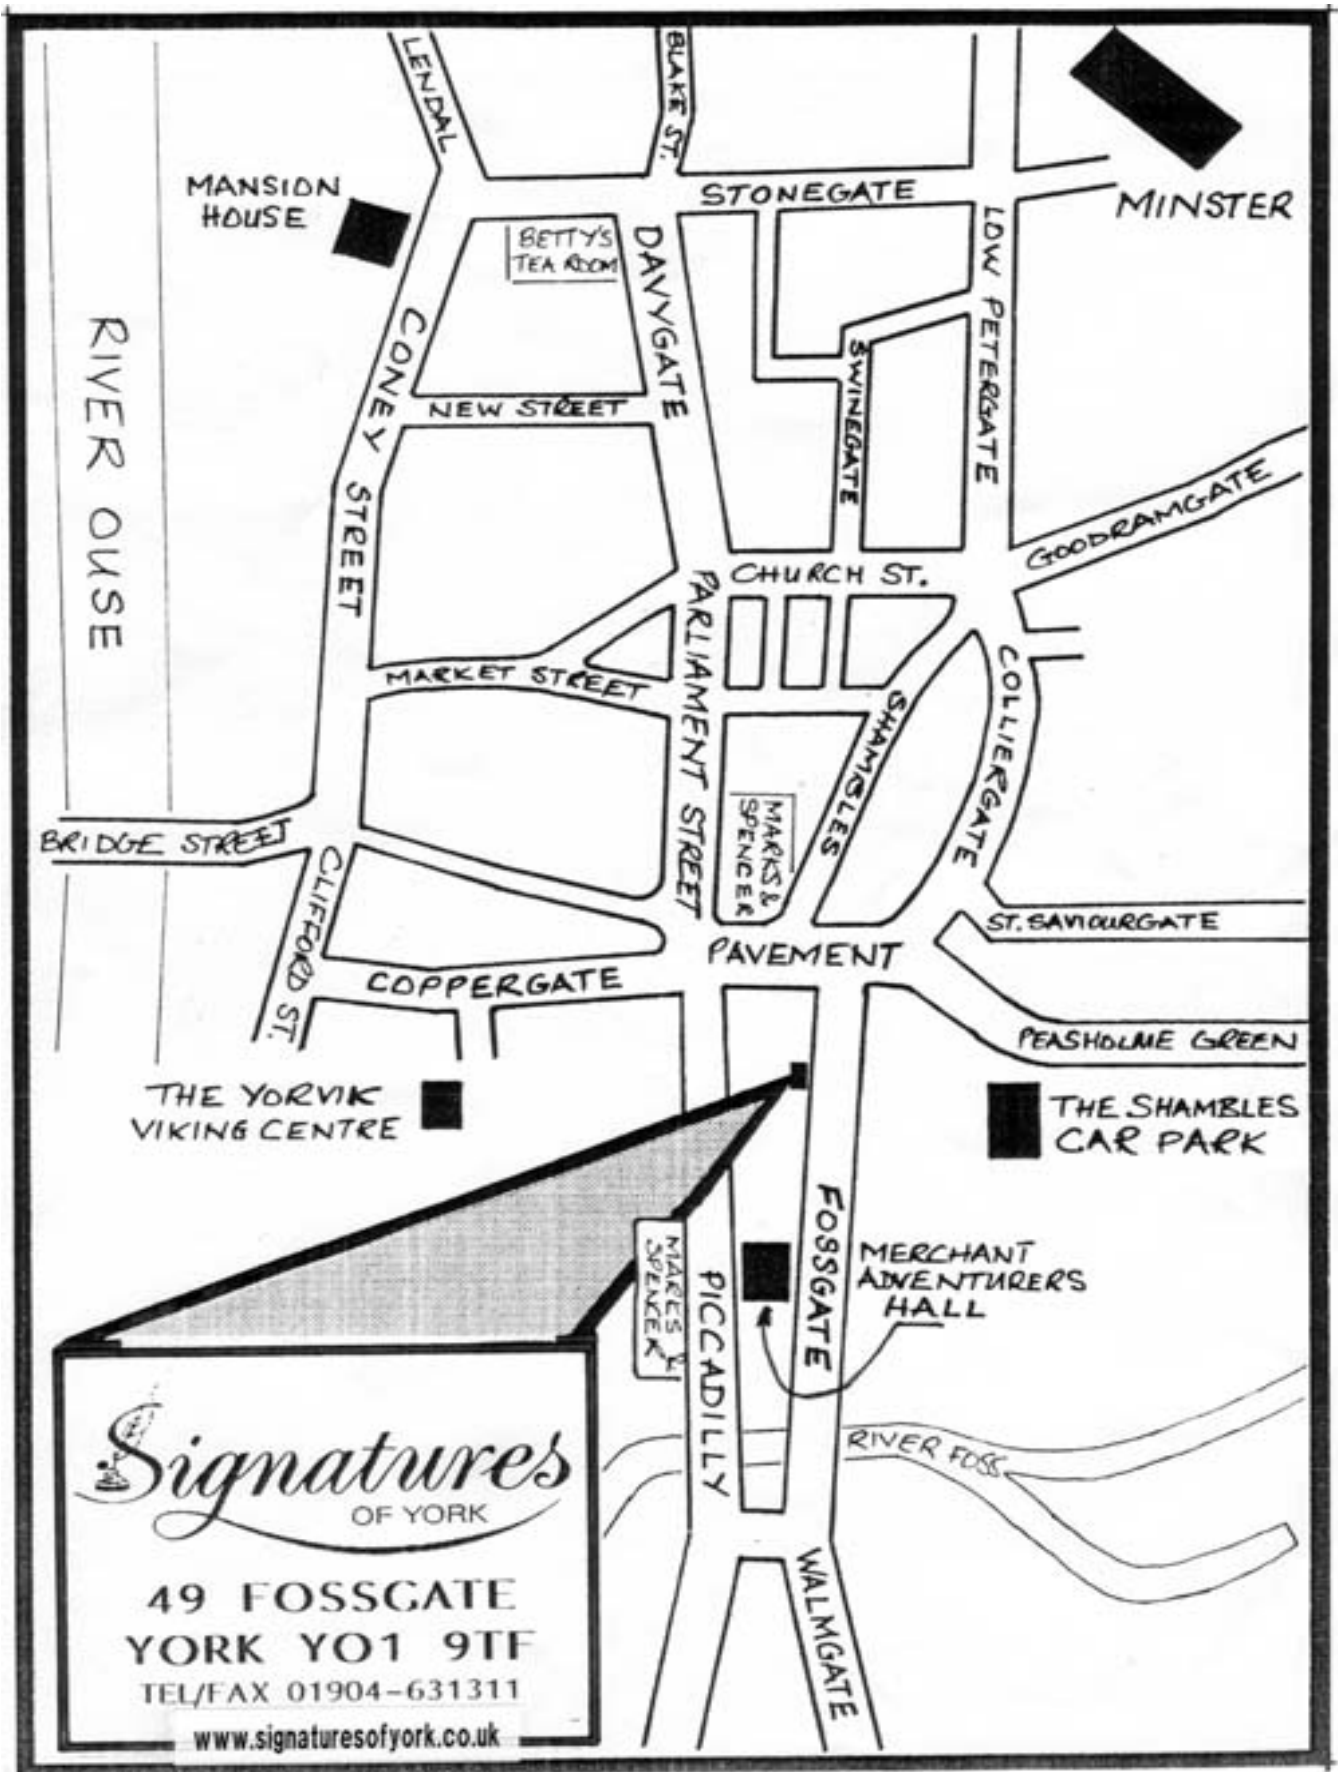 LENDAL
BLAKE ST.
MANSION
HOUSE
STONEGATE
MINSTER
BETTY'S
TEA ROOM
DAVYGATE
LOW PETERGATE
RIVER OUSE
CONEY STREET
NEW STREET
SWINEGATE
GOODRAMGATE
CHURCH ST.
PARLIAMENT STREET
MARKET STREET
SHAMBLES
COLLIERGATE
MARKS &
SPENCER
BRIDGE STREET
CLIFFORD ST.
ST. SAVIOURGATE
PAVEMENT
COPPERGATE
PEASHOLME GREEN
THE YORVIK
VIKING CENTRE
THE SHAMBLES
CAR PARK
FOSSGATE
MERCHANT
ADVENTURERS
HALL
MARKS &
SPENCER
PICCADILLY
RIVER FOSS
WALMGATE
Signatures
OF YORK
49 FOSSGATE
YORK YO1 9TF
TEL/FAX 01904-631311
www.signaturesofyork.co.uk